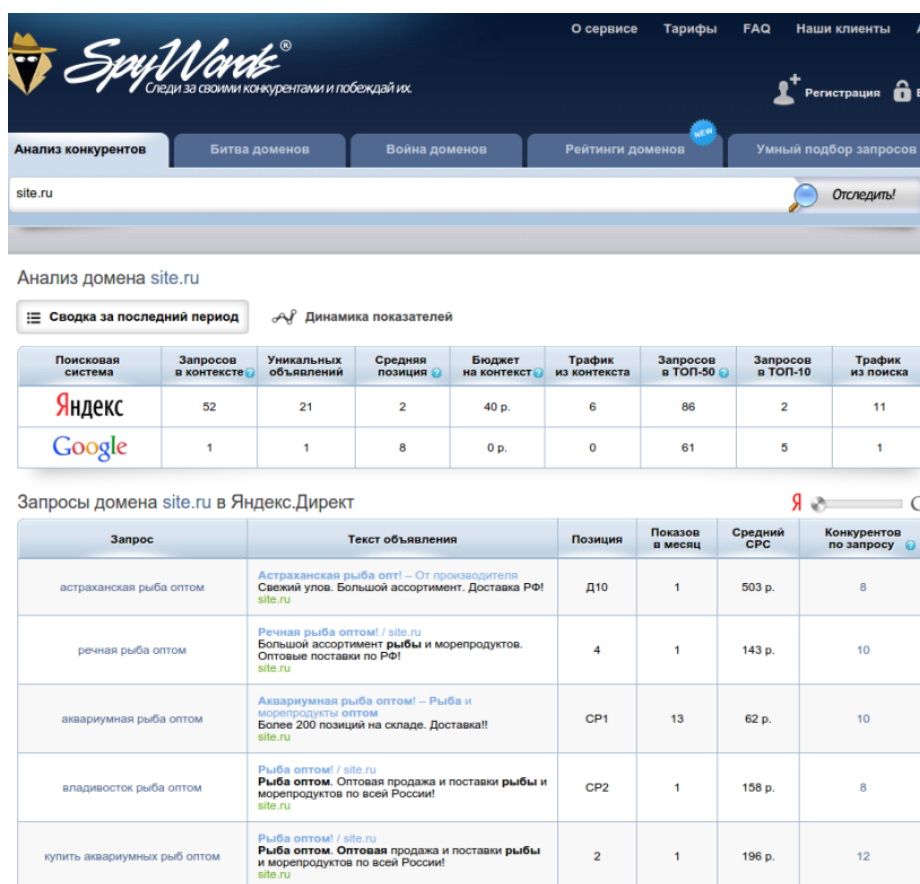 О сервисе Тарифы FAQ Наши клиенты
SpyWords®
Следи за своими конкурентами и побеждай их.
Регистрация
Анализ конкурентов Битва доменов Война доменов Рейтинги доменов NEW Умный подбор запросов
site.ru Отследить!
Анализ домена site.ru
Сводка за последний период Динамика показателей
Поисковая система Запросов в контексте ? Уникальных объявлений Средняя позиция ? Бюджет на контекст ? Трафик из контекста Запросов в ТОП-50 ? Запросов в ТОП-10 Трафик из поиска
Яндекс 52 21 2 40 р. 6 86 2 11
Google 1 1 8 0 р. 0 61 5 1
Запросы домена site.ru в Яндекс.Директ Я
Запрос Текст объявления Позиция Показов в месяц Средний CPC Конкурентов по запросу ?
Астраханская рыба опт! – От производителя
астраханская рыба оптом Свежий улов. Большой ассортимент. Доставка РФ! Д10 1 503 р. 8
site.ru
Речная рыба оптом! / site.ru
Большой ассортимент рыбы и морепродуктов.
речная рыба оптом Оптовые поставки по РФ! 4 1 143 р. 10
site.ru
Аквариумная рыба оптом! – Рыба и
морепродукты оптом
аквариумная рыба оптом Более 200 позиций на складе. Доставка!! СР1 13 62 р. 10
site.ru
Рыба оптом! / site.ru
Рыба оптом. Оптовая продажа и поставки рыбы и
владивосток рыба оптом морепродуктов по всей России! СР2 1 158 р. 8
site.ru
Рыба оптом! / site.ru
Рыба оптом. Оптовая продажа и поставки рыбы
купить аквариумных рыб оптом и морепродуктов по всей России! 2 1 196 р. 12
site.ru